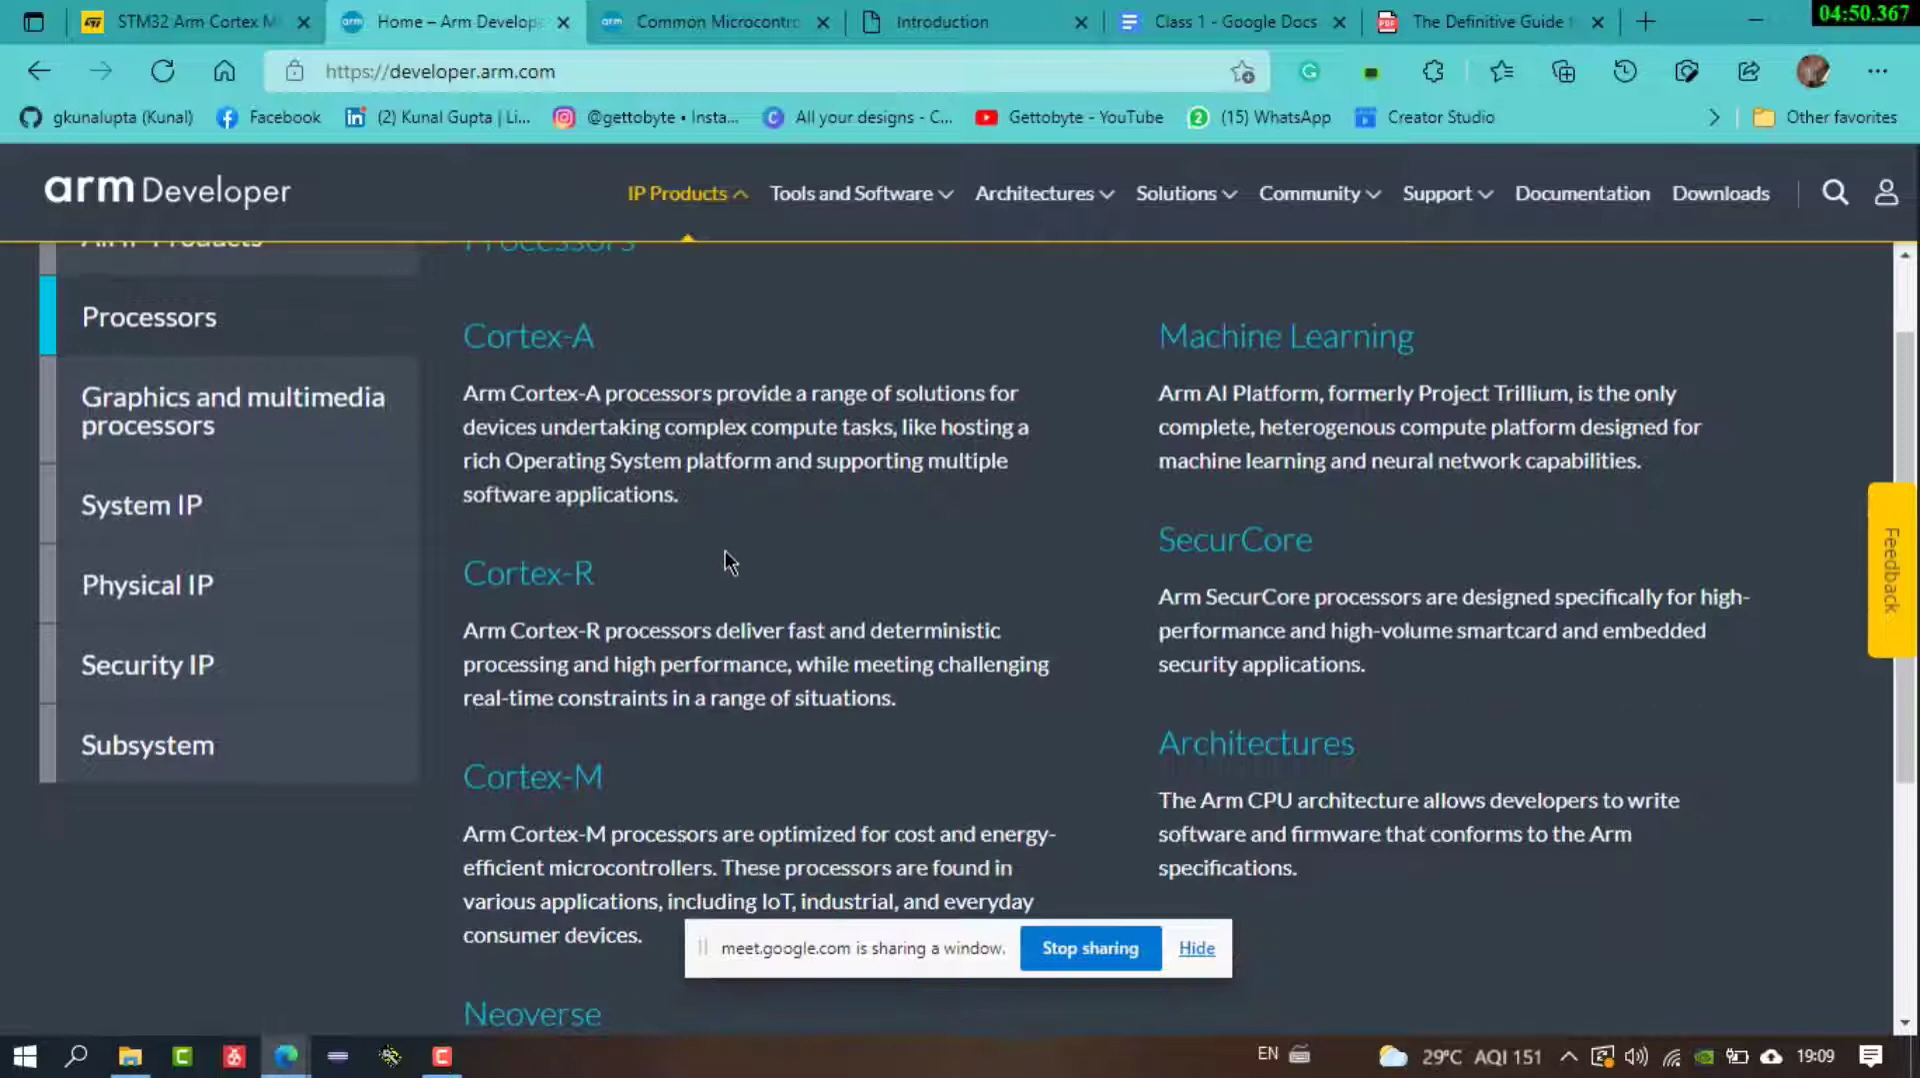 04:50.367
STM32 Arm Cortex M
Home – Arm Develop
Common Microcontro
Introduction
Class 1 - Google Docs
The Definitive Guide
https://developer.arm.com
gkunalupta (Kunal)
Facebook
(2) Kunal Gupta | Li...
@gettobyte • Insta...
All your designs - C...
Gettobyte - YouTube
(15) WhatsApp
Creator Studio
Other favorites
arm Developer
IP Products
Tools and Software
Architectures
Solutions
Community
Support
Documentation
Downloads
All IP Products
Processors
Graphics and multimedia
processors
System IP
Physical IP
Security IP
Subsystem
Processors
Cortex-A
Arm Cortex-A processors provide a range of solutions for
devices undertaking complex compute tasks, like hosting a
rich Operating System platform and supporting multiple
software applications.
Cortex-R
Arm Cortex-R processors deliver fast and deterministic
processing and high performance, while meeting challenging
real-time constraints in a range of situations.
Cortex-M
Arm Cortex-M processors are optimized for cost and energy-
efficient microcontrollers. These processors are found in
various applications, including IoT, industrial, and everyday
consumer devices.
Neoverse
Machine Learning
Arm AI Platform, formerly Project Trillium, is the only
complete, heterogenous compute platform designed for
machine learning and neural network capabilities.
SecurCore
Arm SecurCore processors are designed specifically for high-
performance and high-volume smartcard and embedded
security applications.
Architectures
The Arm CPU architecture allows developers to write
software and firmware that conforms to the Arm
specifications.
Feedback
meet.google.com is sharing a window.
Stop sharing
Hide
EN
29°C AQI 151
19:09